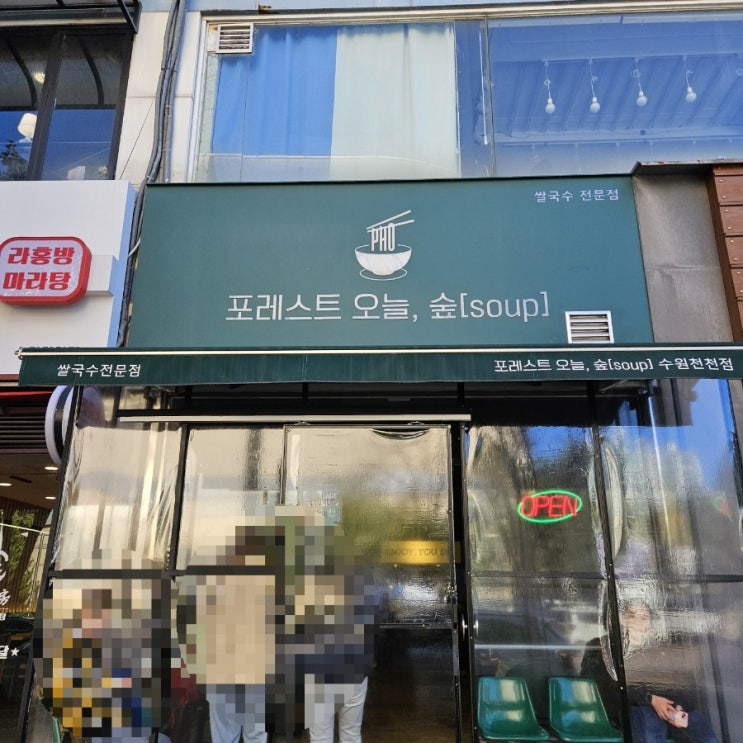 쌀국수 전문점
PHO
포레스트 오늘, 숲[soup]
라홍방
마라탕
쌀국수전문점
포레스트 오늘, 숲[soup] 수원천천점
OPEN
ENJOY, YOU